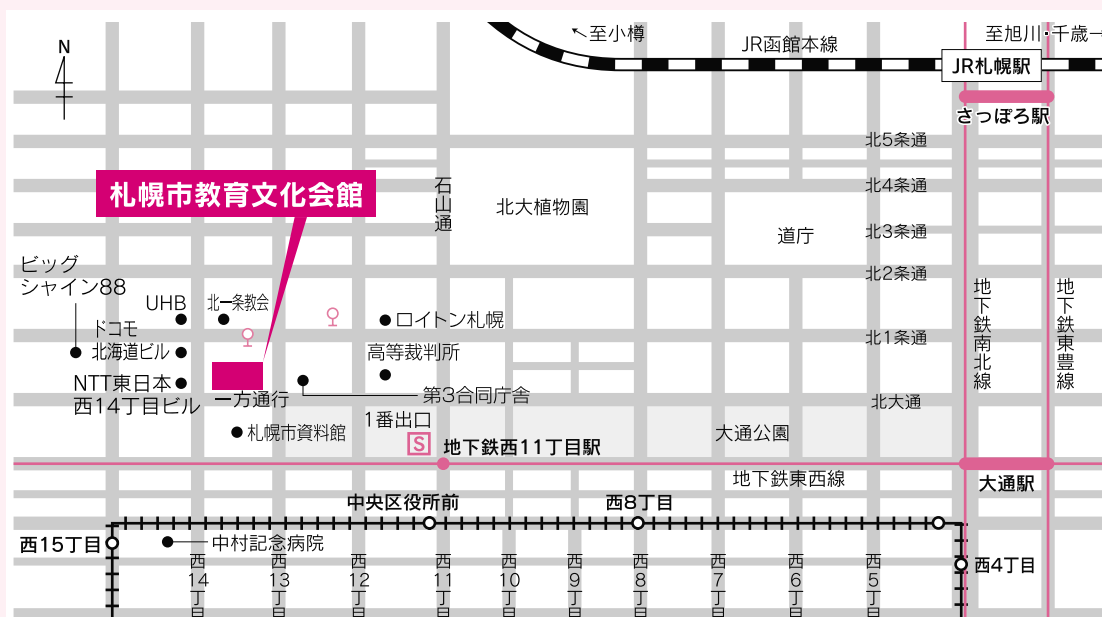 N
至小樽
JR函館本線
至旭川・千歳
JR札幌駅
さっぽろ駅
北5条通
北4条通
北3条通
北2条通
北1条通
北大通
札幌市教育文化会館
石山通
北大植物園
道庁
地下鉄南北線
地下鉄東豊線
ビッグ
シャイン88
UHB
北一条教会
ドコモ
北海道ビル
ロイトン札幌
高等裁判所
NTT東日本
西14丁目ビル
一方通行
第3合同庁舎
1番出口
S
札幌市資料館
地下鉄西11丁目駅
大通公園
地下鉄東西線
大通駅
中央区役所前
西8丁目
西15丁目
中村記念病院
西4丁目
西14丁目
西13丁目
西12丁目
西11丁目
西10丁目
西9丁目
西8丁目
西7丁目
西6丁目
西5丁目